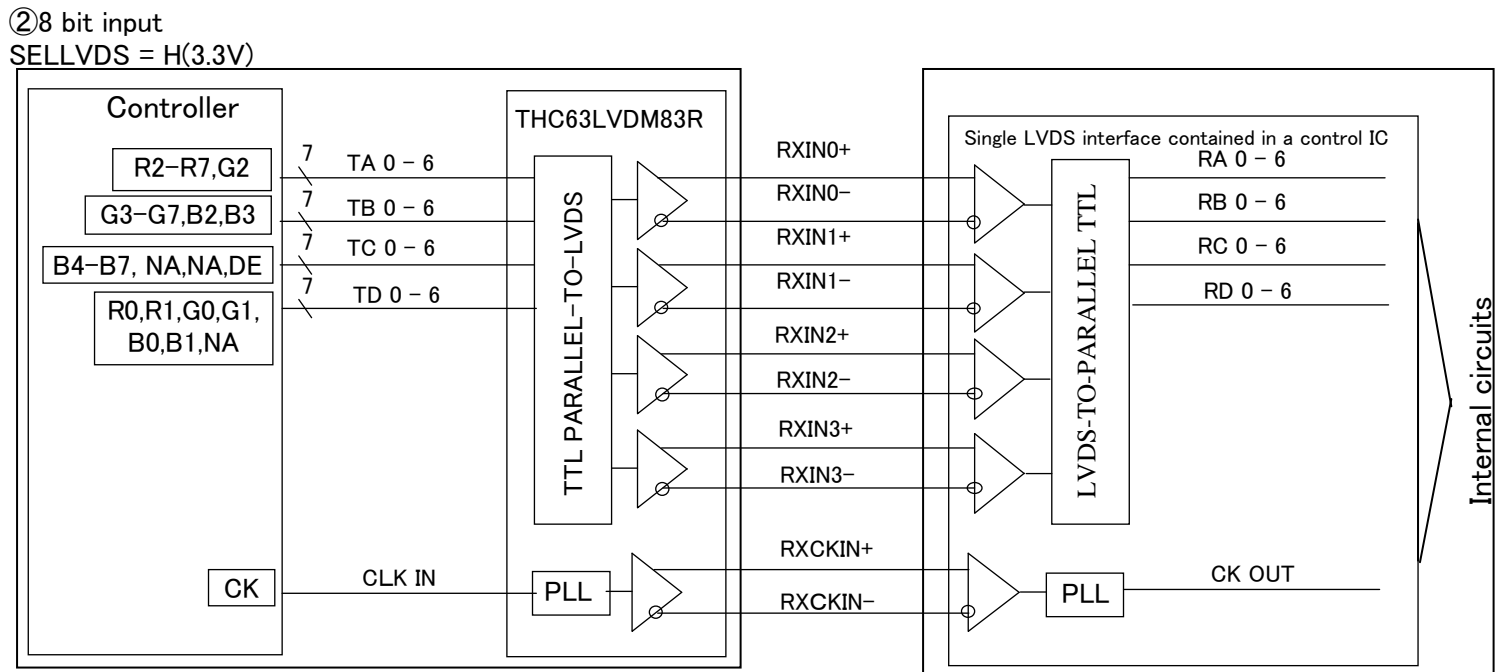 ②8 bit input
SELLVDS = H(3.3V)
Controller
R2-R7,G2
G3-G7,B2,B3
B4-B7, NA,NA,DE
R0,R1,G0,G1,
B0,B1,NA
CK
7
TA 0 - 6
7
TB 0 - 6
7
TC 0 - 6
7
TD 0 - 6
CLK IN
THC63LVDM83R
TTL PARALLEL-TO-LVDS
PLL
RXIN0+
RXIN0-
RXIN1+
RXIN1-
RXIN2+
RXIN2-
RXIN3+
RXIN3-
RXCKIN+
RXCKIN-
Single LVDS interface contained in a control IC
LVDS-TO-PARALLEL TTL
PLL
RA 0 - 6
RB 0 - 6
RC 0 - 6
RD 0 - 6
CK OUT
Internal circuits